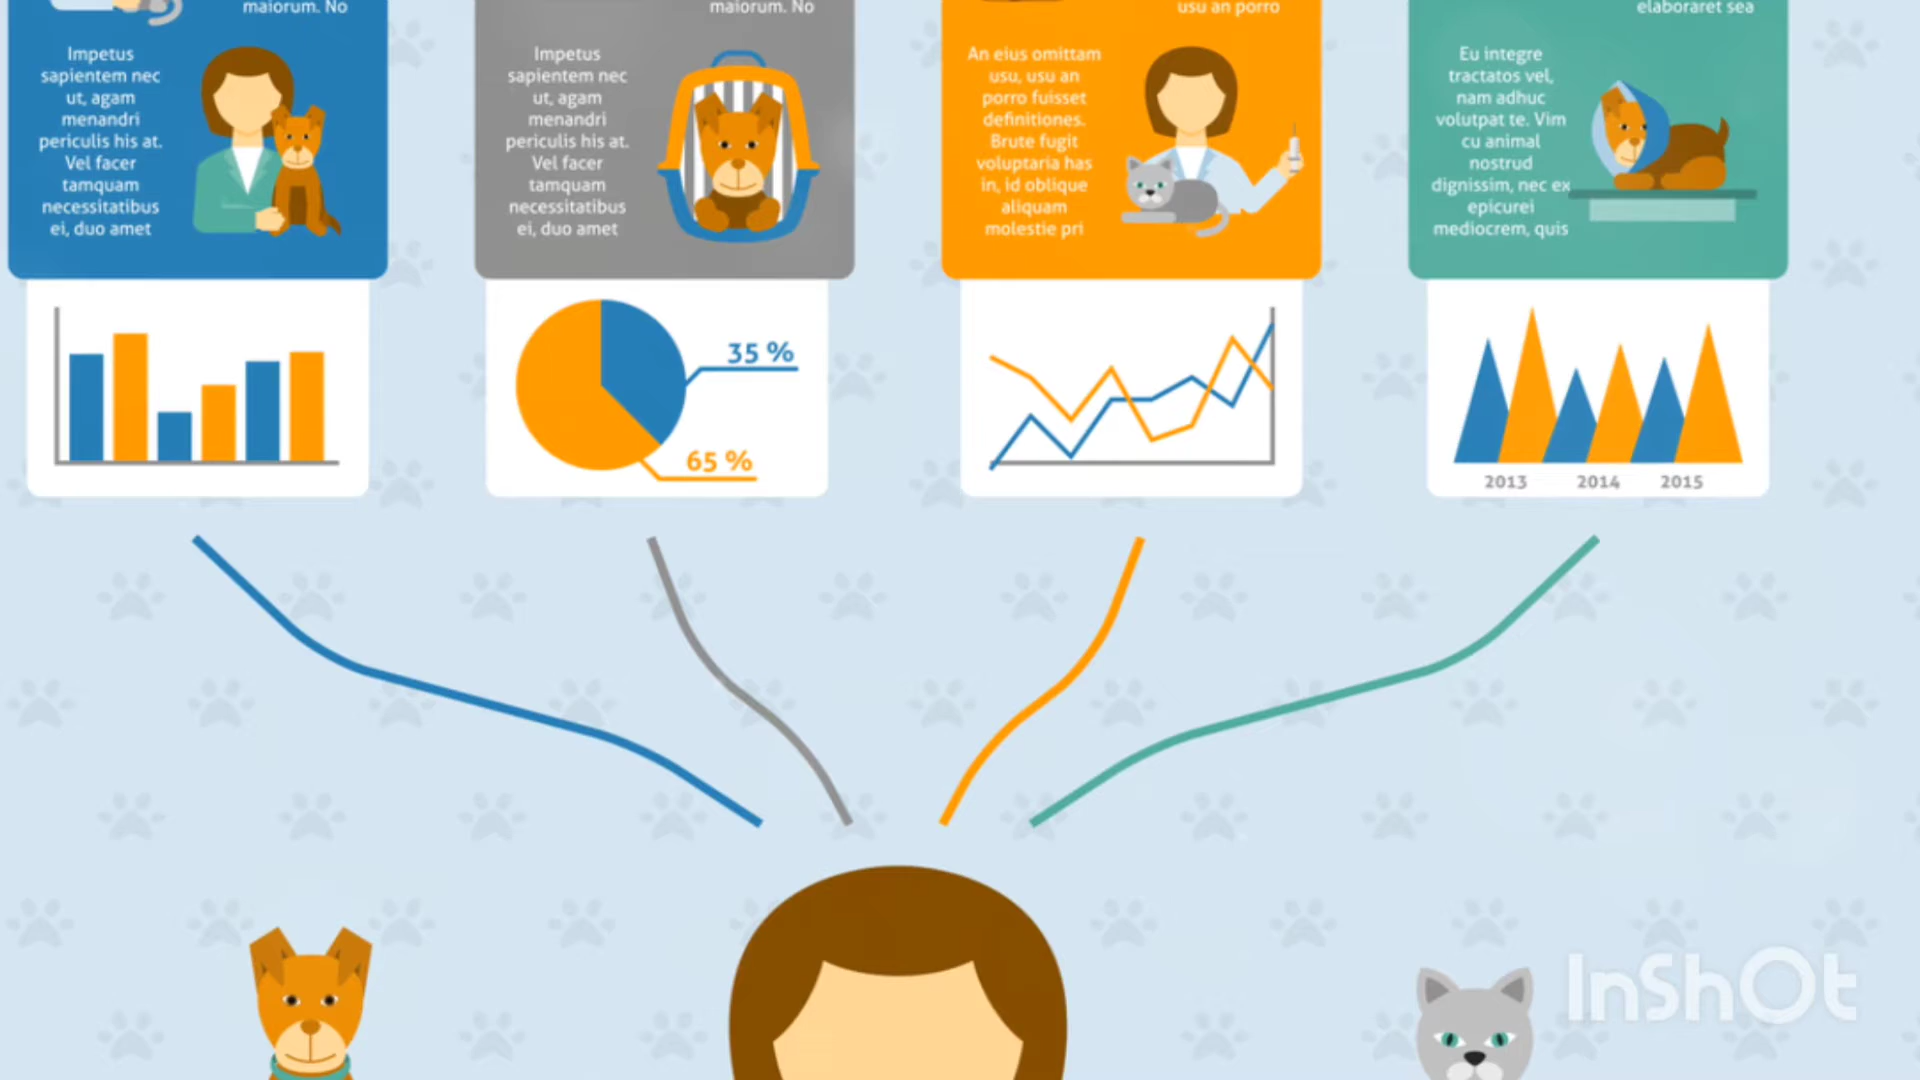 maiorum. No
Impetus
sapientem nec
ut, agam
menandri
periculis his at.
Vel facer
tamquam
necessitatibus
ei, duo amet
maiorum. No
Impetus
sapientem nec
ut, agam
menandri
periculis his at.
Vel facer
tamquam
necessitatibus
ei, duo amet
35 %
65 %
usu an porro
An eius omittam
usu, usu an
porro fuisset
definitiones.
Brute fugit
voluptaria has
in, id oblique
aliquam
molestie pri
elaboraret sea
Eu integre
tractatos vel,
nam adhuc
volutpat te. Vim
cu animal
nostrud
dignissim, nec ex
epicurei
mediocrem, quis
2013 2014 2015
InShOt